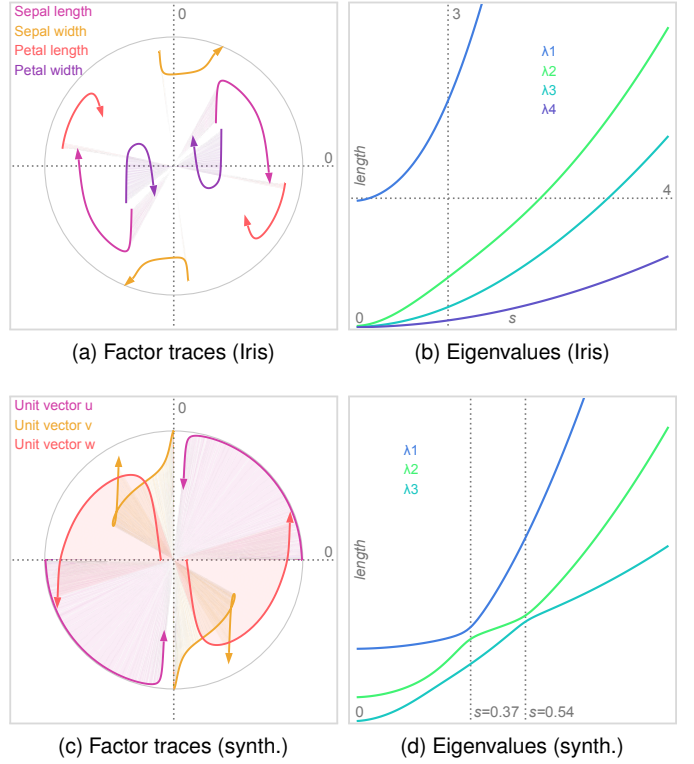 Sepal length
Sepal width
Petal length
Petal width
0
0
(a) Factor traces (Iris)
3
λ1
λ2
λ3
λ4
length
4
0
s
(b) Eigenvalues (Iris)
Unit vector u
Unit vector v
Unit vector w
0
0
(c) Factor traces (synth.)
λ1
λ2
λ3
length
0
s=0.37
s=0.54
(d) Eigenvalues (synth.)